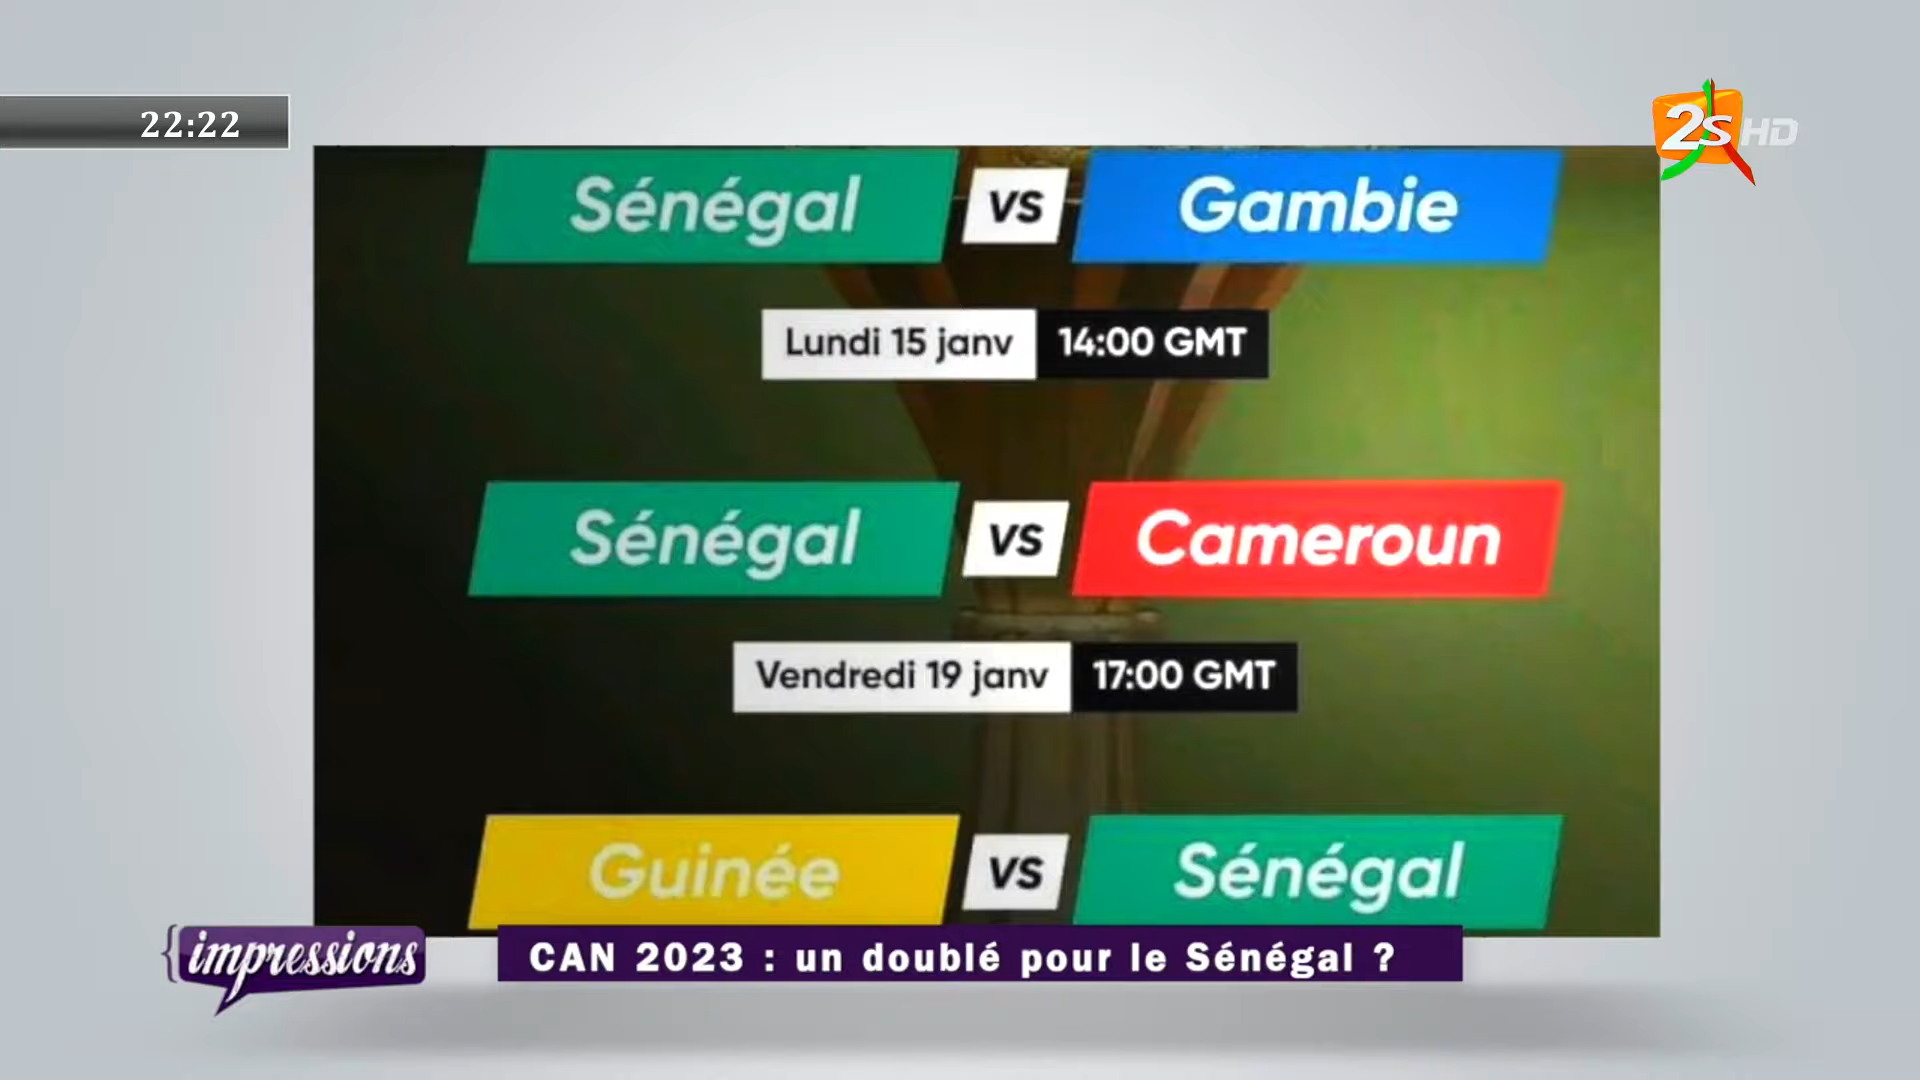 22:22
2S HD
Sénégal VS Gambie
Lundi 15 janv 14:00 GMT
Sénégal VS Cameroun
Vendredi 19 janv 17:00 GMT
Guinée VS Sénégal
impressions
CAN 2023 : un doublé pour le Sénégal ?